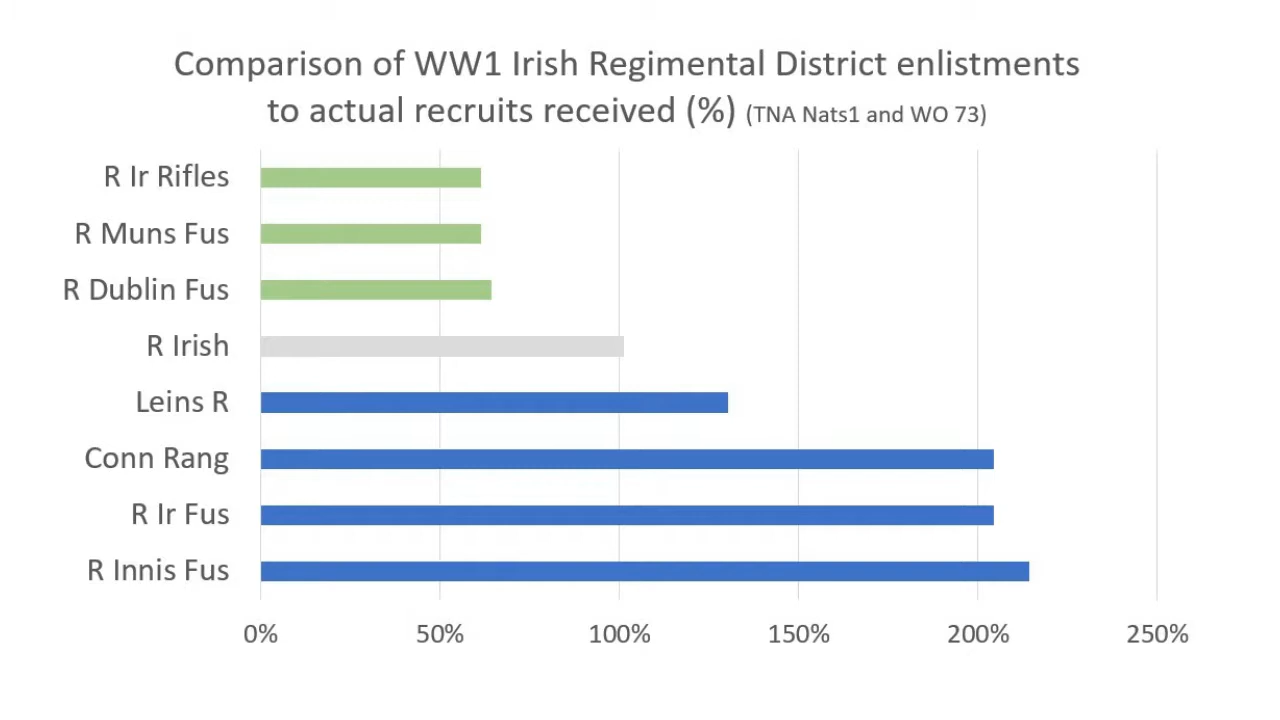 Comparison of WW1 Irish Regimental District enlistments
to actual recruits received (%) (TNA Nats1 and WO 73)
R Ir Rifles
R Muns Fus
R Dublin Fus
R Irish
Leins R
Conn Rang
R Ir Fus
R Innis Fus
0% 50% 100% 150% 200% 250%